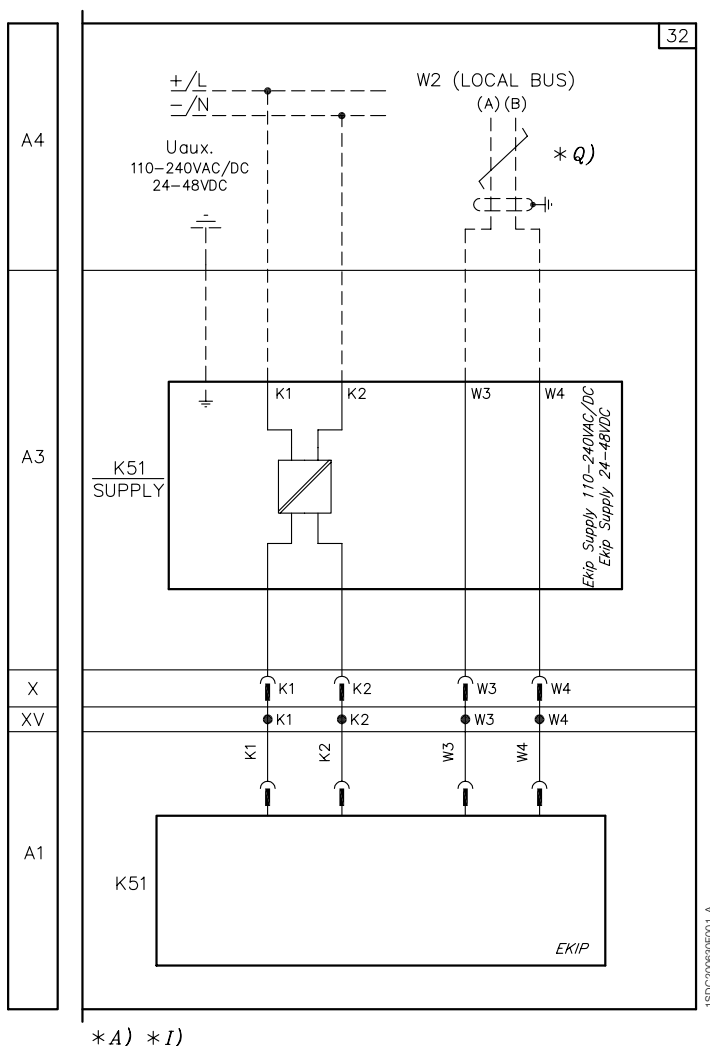 32
+/L
-/N
W2 (LOCAL BUS)
(A) (B)
A4
Uaux.
110-240VAC/DC
24-48VDC
*Q)
K1
K2
W3
W4
A3
K51
SUPPLY
Ekip Supply 110-240VAC/DC
Ekip Supply 24-48VDC
X
K1
K2
W3
W4
XV
K1
K2
W3
W4
K1
K2
W3
W4
A1
K51
EKIP
*A) *I)